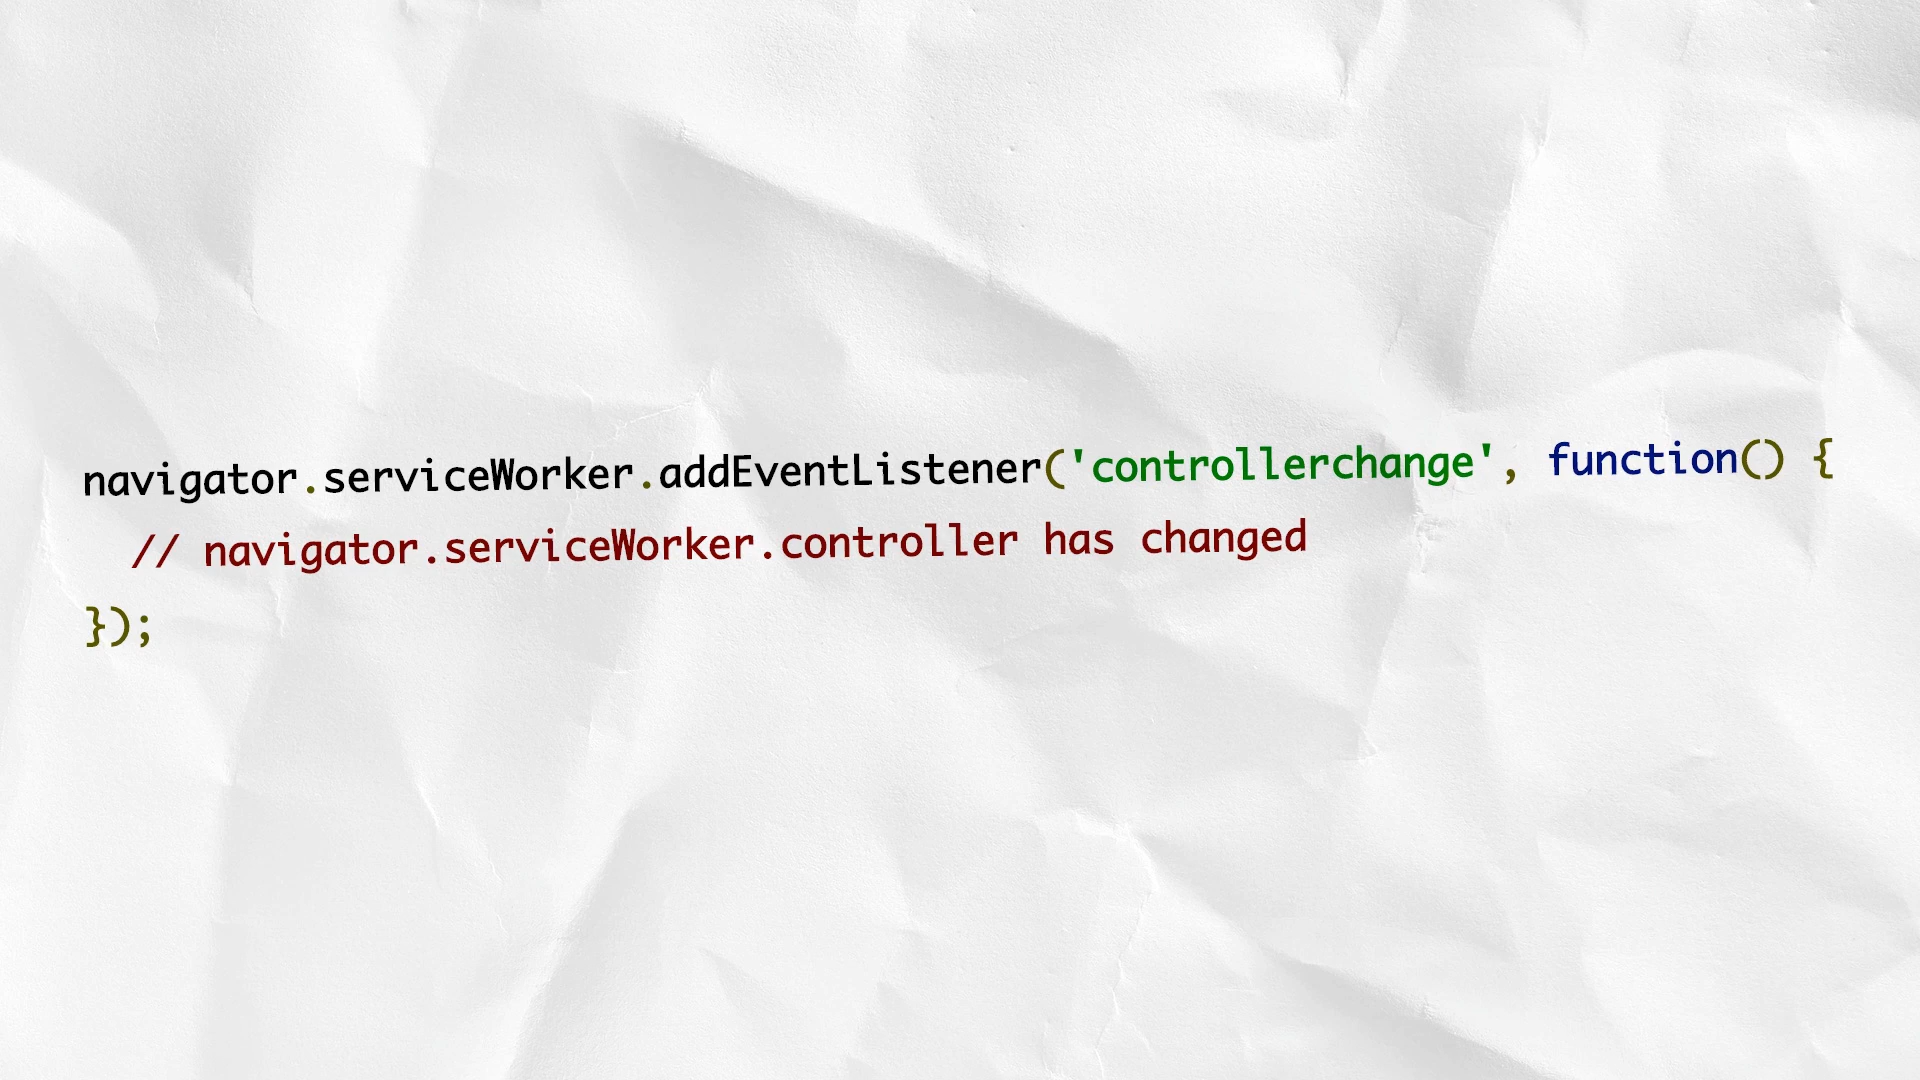 navigator.serviceWorker.addEventListener('controllerchange', function() {
  // navigator.serviceWorker.controller has changed
});